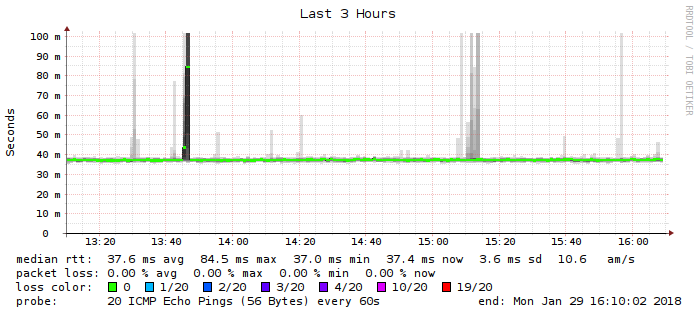 Last 3 Hours
RRDTOOL / TOBI OETIKER
Seconds
100 m
90 m
80 m
70 m
60 m
50 m
40 m
30 m
20 m
10 m
0
13:20 13:40 14:00 14:20 14:40 15:00 15:20 15:40 16:00
median rtt: 37.6 ms avg 84.5 ms max 37.0 ms min 37.4 ms now 3.6 ms sd 10.6 am/s
packet loss: 0.00 % avg 0.00 % max 0.00 % min 0.00 % now
loss color: 0 1/20 2/20 3/20 4/20 10/20 19/20
probe: 20 ICMP Echo Pings (56 Bytes) every 60s end: Mon Jan 29 16:10:02 2018